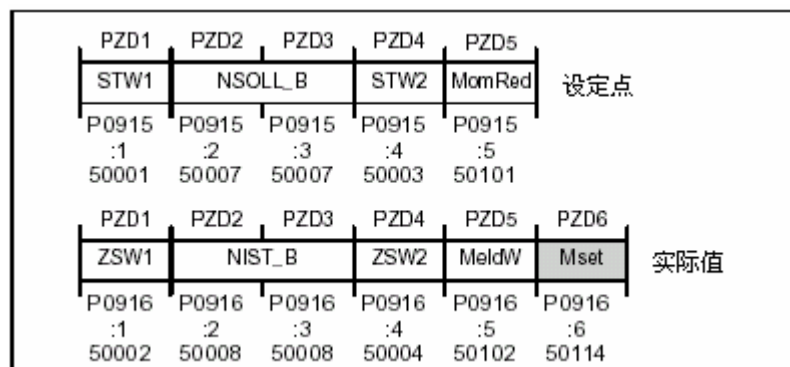 PZD1 PZD2 PZD3 PZD4 PZD5
STW1 NSOLL_B STW2 MomRed 设定点
P0915 P0915 P0915 P0915 P0915
:1 :2 :3 :4 :5
50001 50007 50007 50003 50101
PZD1 PZD2 PZD3 PZD4 PZD5 PZD6
ZSW1 NIST_B ZSW2 MeldW Mset 实际值
P0916 P0916 P0916 P0916 P0916 P0916
:1 :2 :3 :4 :5 :6
50002 50008 50008 50004 50102 50114